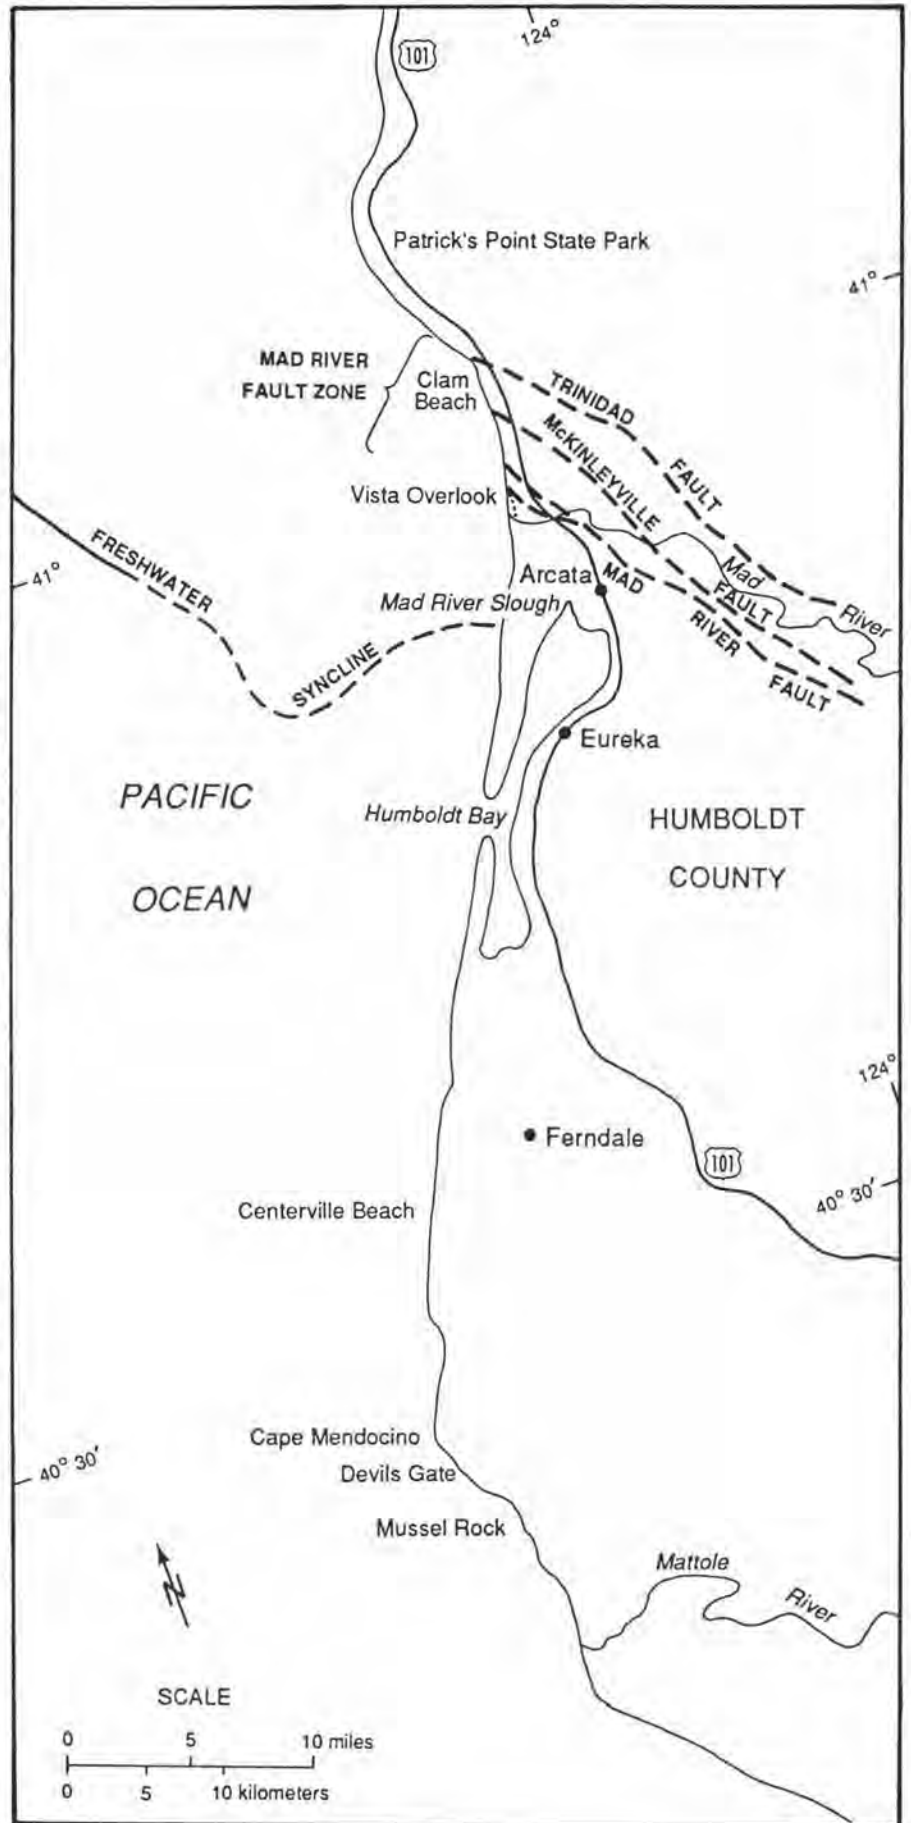 124°
101
Patrick's Point State Park
41°
MAD RIVER
FAULT ZONE
Clam
Beach
TRINIDAD
FAULT
McKINLEYVILLE
FAULT
Vista Overlook
FRESHWATER
SYNCLINE
41°
Arcata
MAD
RIVER
FAULT
Mad
River
Mad River Slough
Eureka
PACIFIC
OCEAN
Humboldt Bay
HUMBOLDT
COUNTY
124°
Ferndale
101
40° 30′
Centerville Beach
Cape Mendocino
Devils Gate
40° 30′
Mussel Rock
Mattole
River
N
SCALE
0 5 10 miles
0 5 10 kilometers